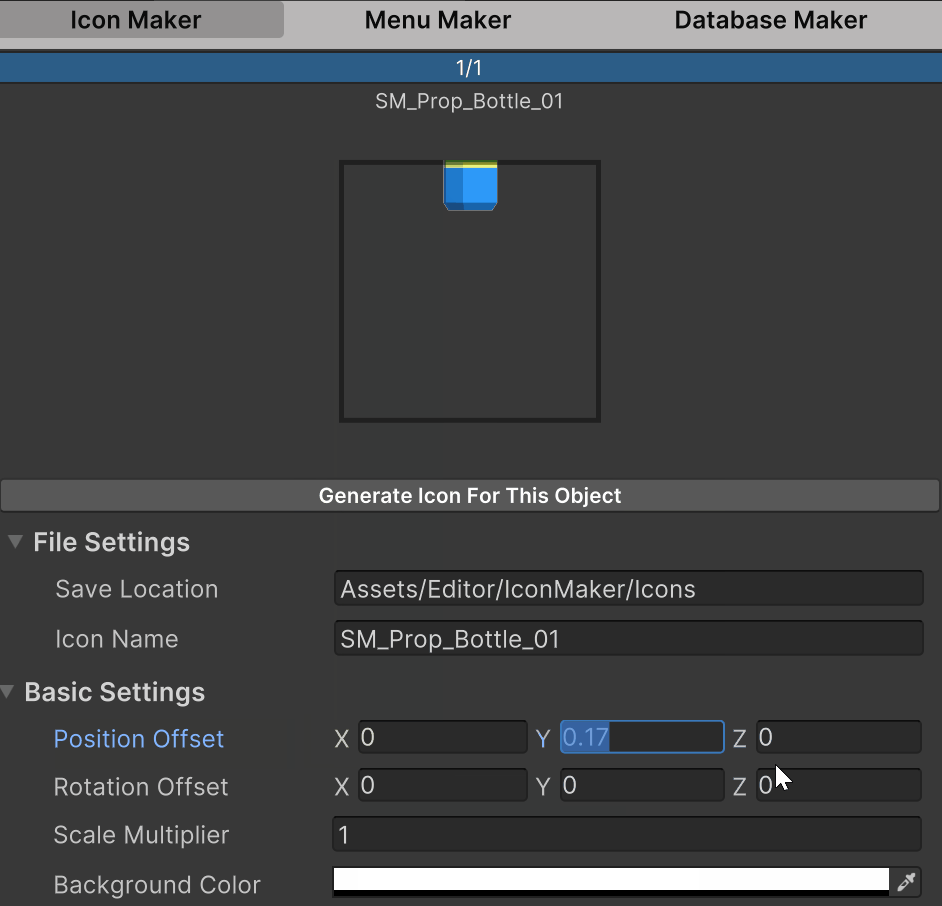 Icon Maker Menu Maker Database Maker
1/1
SM_Prop_Bottle_01
Generate Icon For This Object
File Settings
Save Location Assets/Editor/IconMaker/Icons
Icon Name SM_Prop_Bottle_01
Basic Settings
Position Offset X 0 Y 0.17 Z 0
Rotation Offset X 0 Y 0 Z 0
Scale Multiplier 1
Background Color